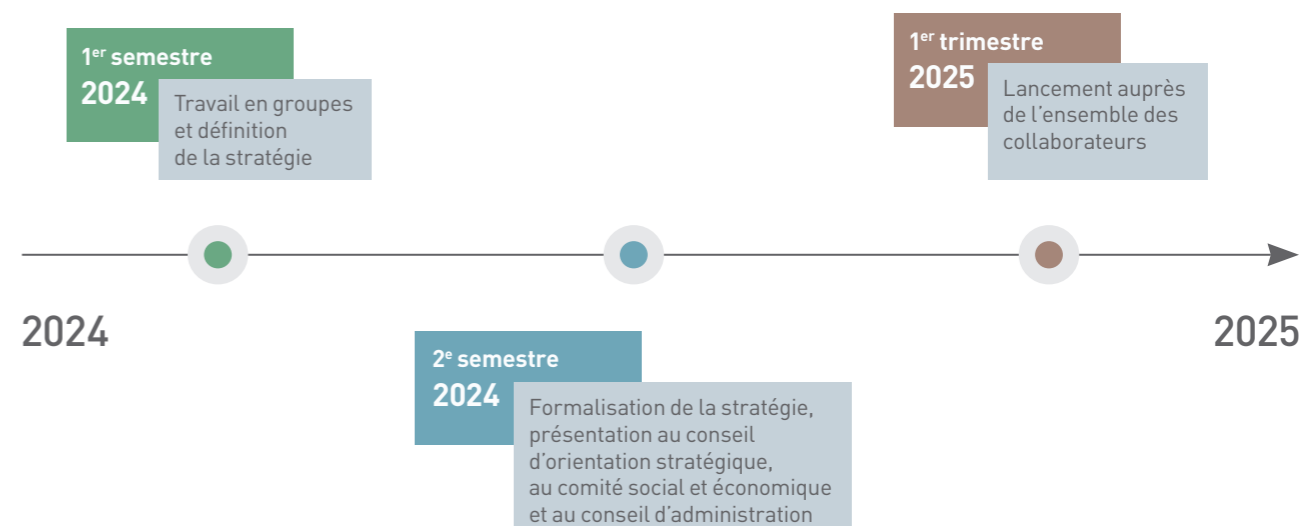 1er semestre
2024
Travail en groupes
et définition
de la stratégie
1er trimestre
2025
Lancement auprès
de l’ensemble des
collaborateurs
2024
2025
2e semestre
2024
Formalisation de la stratégie,
présentation au conseil
d’orientation stratégique,
au comité social et économique
et au conseil d’administration